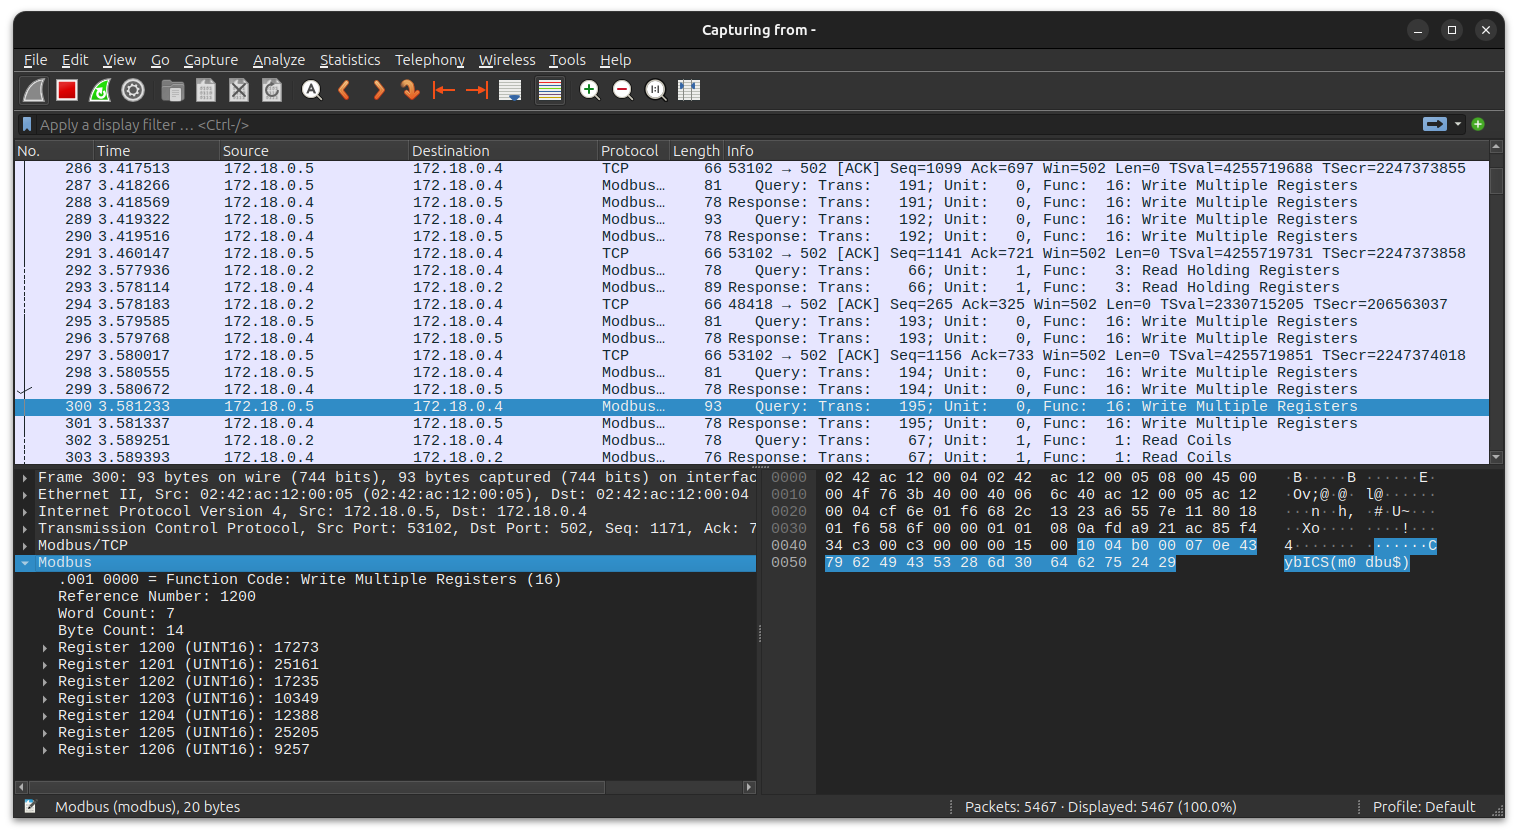 Capturing from -
File Edit View Go Capture Analyze Statistics Telephony Wireless Tools Help
Apply a display filter … <Ctrl-/>
No. Time Source Destination Protocol Length Info
286 3.417513 172.18.0.5 172.18.0.4 TCP 66 53102 → 502 [ACK] Seq=1099 Ack=697 Win=502 Len=0 TSval=4255719688 TSecr=2247373855
287 3.418266 172.18.0.5 172.18.0.4 Modbus… 81 Query: Trans: 191; Unit: 0, Func: 16: Write Multiple Registers
288 3.418569 172.18.0.4 172.18.0.5 Modbus… 78 Response: Trans: 191; Unit: 0, Func: 16: Write Multiple Registers
289 3.419322 172.18.0.5 172.18.0.4 Modbus… 93 Query: Trans: 192; Unit: 0, Func: 16: Write Multiple Registers
290 3.419516 172.18.0.4 172.18.0.5 Modbus… 78 Response: Trans: 192; Unit: 0, Func: 16: Write Multiple Registers
291 3.460147 172.18.0.5 172.18.0.4 TCP 66 53102 → 502 [ACK] Seq=1141 Ack=721 Win=502 Len=0 TSval=4255719731 TSecr=2247373858
292 3.577936 172.18.0.2 172.18.0.4 Modbus… 78 Query: Trans: 66; Unit: 1, Func: 3: Read Holding Registers
293 3.578114 172.18.0.4 172.18.0.2 Modbus… 89 Response: Trans: 66; Unit: 1, Func: 3: Read Holding Registers
294 3.578183 172.18.0.2 172.18.0.4 TCP 66 48418 → 502 [ACK] Seq=265 Ack=325 Win=502 Len=0 TSval=2330715205 TSecr=206563037
295 3.579585 172.18.0.5 172.18.0.4 Modbus… 81 Query: Trans: 193; Unit: 0, Func: 16: Write Multiple Registers
296 3.579768 172.18.0.4 172.18.0.5 Modbus… 78 Response: Trans: 193; Unit: 0, Func: 16: Write Multiple Registers
297 3.580017 172.18.0.5 172.18.0.4 TCP 66 53102 → 502 [ACK] Seq=1156 Ack=733 Win=502 Len=0 TSval=4255719851 TSecr=2247374018
298 3.580555 172.18.0.5 172.18.0.4 Modbus… 81 Query: Trans: 194; Unit: 0, Func: 16: Write Multiple Registers
299 3.580672 172.18.0.4 172.18.0.5 Modbus… 78 Response: Trans: 194; Unit: 0, Func: 16: Write Multiple Registers
300 3.581233 172.18.0.5 172.18.0.4 Modbus… 93 Query: Trans: 195; Unit: 0, Func: 16: Write Multiple Registers
301 3.581337 172.18.0.4 172.18.0.5 Modbus… 78 Response: Trans: 195; Unit: 0, Func: 16: Write Multiple Registers
302 3.589251 172.18.0.2 172.18.0.4 Modbus… 78 Query: Trans: 67; Unit: 1, Func: 1: Read Coils
303 3.589393 172.18.0.4 172.18.0.2 Modbus… 76 Response: Trans: 67; Unit: 1, Func: 1: Read Coils
Frame 300: 93 bytes on wire (744 bits), 93 bytes captured (744 bits) on interfac
Ethernet II, Src: 02:42:ac:12:00:05 (02:42:ac:12:00:05), Dst: 02:42:ac:12:00:04
Internet Protocol Version 4, Src: 172.18.0.5, Dst: 172.18.0.4
Transmission Control Protocol, Src Port: 53102, Dst Port: 502, Seq: 1171, Ack: 7
Modbus/TCP
Modbus
.001 0000 = Function Code: Write Multiple Registers (16)
Reference Number: 1200
Word Count: 7
Byte Count: 14
Register 1200 (UINT16): 17273
Register 1201 (UINT16): 25161
Register 1202 (UINT16): 17235
Register 1203 (UINT16): 10349
Register 1204 (UINT16): 12388
Register 1205 (UINT16): 25205
Register 1206 (UINT16): 9257
0000 02 42 ac 12 00 04 02 42 ac 12 00 05 08 00 45 00 ·B·····B ······E·
0010 00 4f 76 3b 40 00 40 06 6c 40 ac 12 00 05 ac 12 ·Ov;@·@· l@······
0020 00 04 cf 6e 01 f6 68 2c 13 23 a6 55 7e 11 80 18 ···n··h, ·#·U~···
0030 01 f6 58 6f 00 00 01 01 08 0a fd a9 21 ac 85 f4 ··Xo···· ····!···
0040 34 c3 00 c3 00 00 00 15 00 10 04 b0 00 07 0e 43 4······· ·······C
0050 79 62 49 43 53 28 6d 30 64 62 75 24 29 ybICS(m0 dbu$)
Modbus (modbus), 20 bytes
Packets: 5467 · Displayed: 5467 (100.0%)
Profile: Default